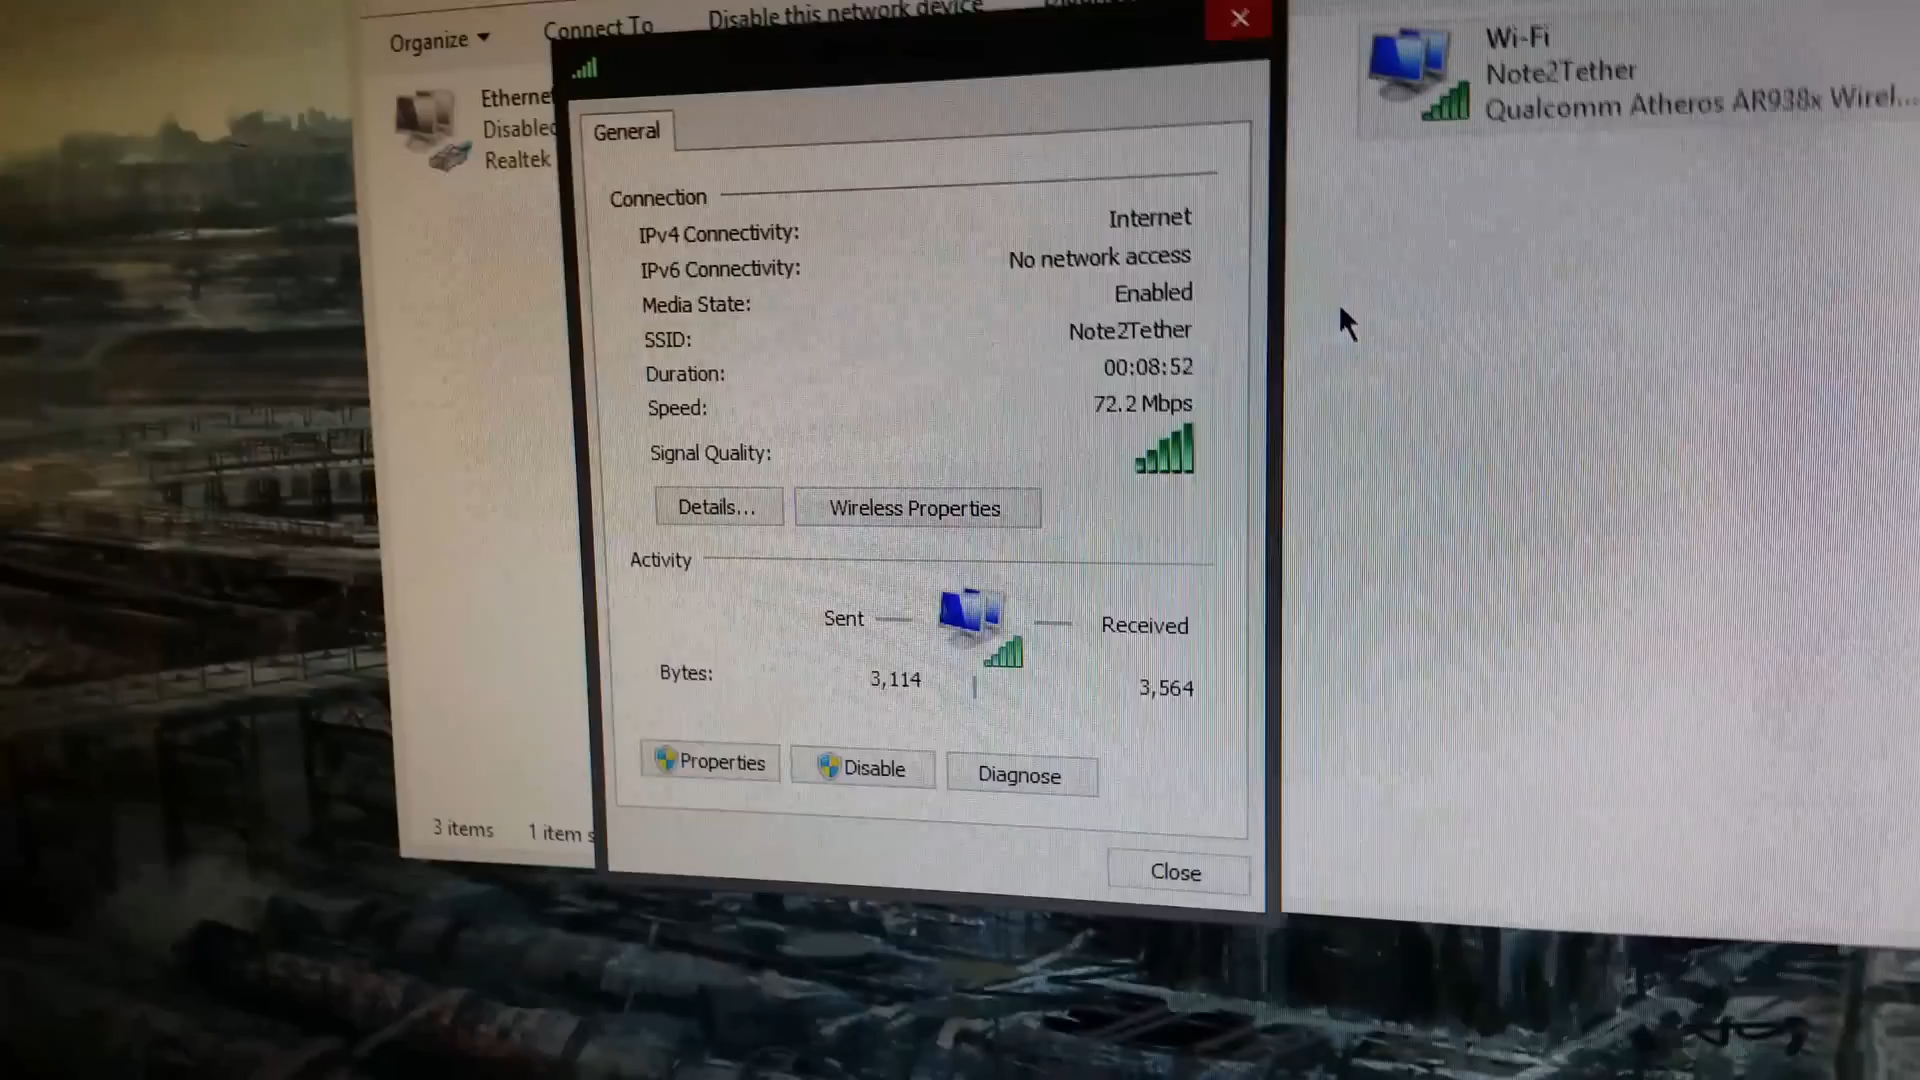 Organize
Connect To
Disable this network device
Ethernet
Disabled
Realtek
Wi-Fi
Note2Tether
Qualcomm Atheros AR938x Wirel...
General
Connection
IPv4 Connectivity: Internet
IPv6 Connectivity: No network access
Media State: Enabled
SSID: Note2Tether
Duration: 00:08:52
Speed: 72.2 Mbps
Signal Quality:
Details... Wireless Properties
Activity
Sent Received
Bytes: 3,114 3,564
Properties Disable Diagnose
Close
3 items 1 item s